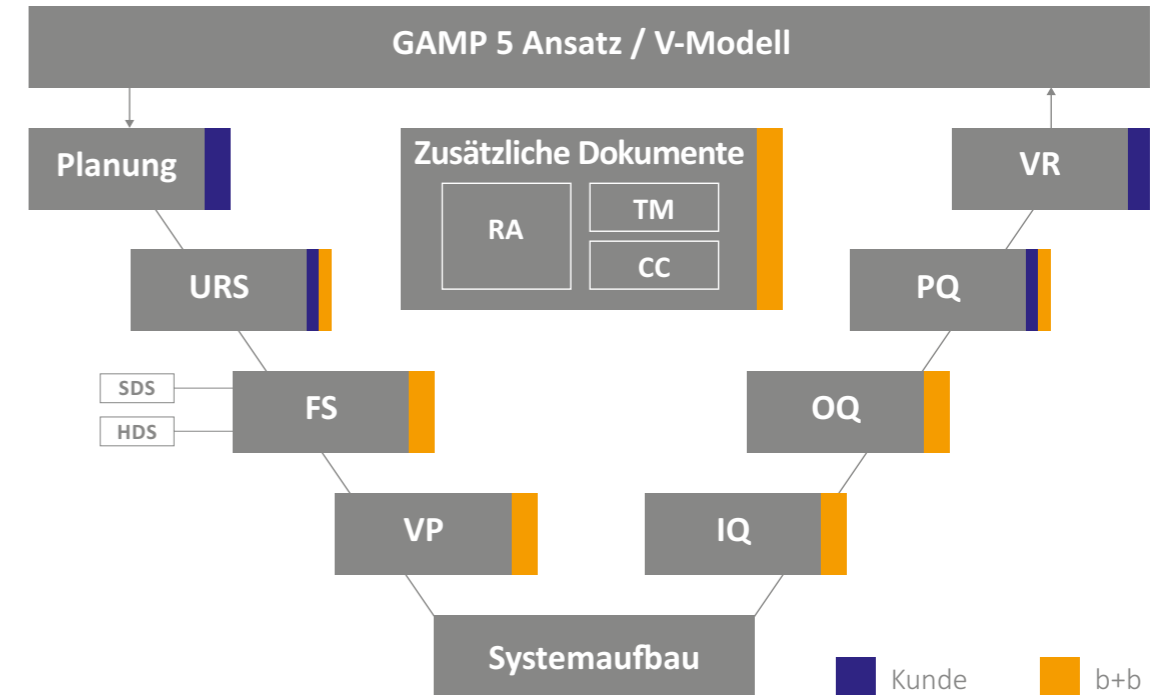 GAMP 5 Ansatz / V-Modell
Planung
Zusätzliche Dokumente
RA
TM
CC
VR
URS
PQ
SDS
HDS
FS
OQ
VP
IQ
Systemaufbau
Kunde
b+b